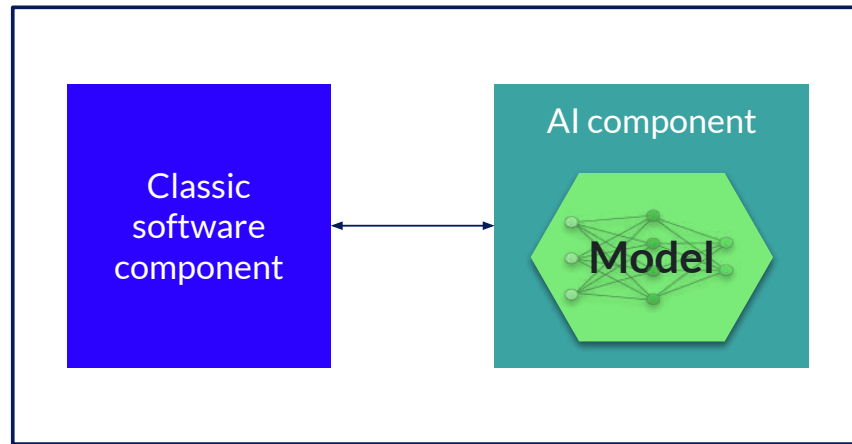 Classic
software
component
AI component
Model